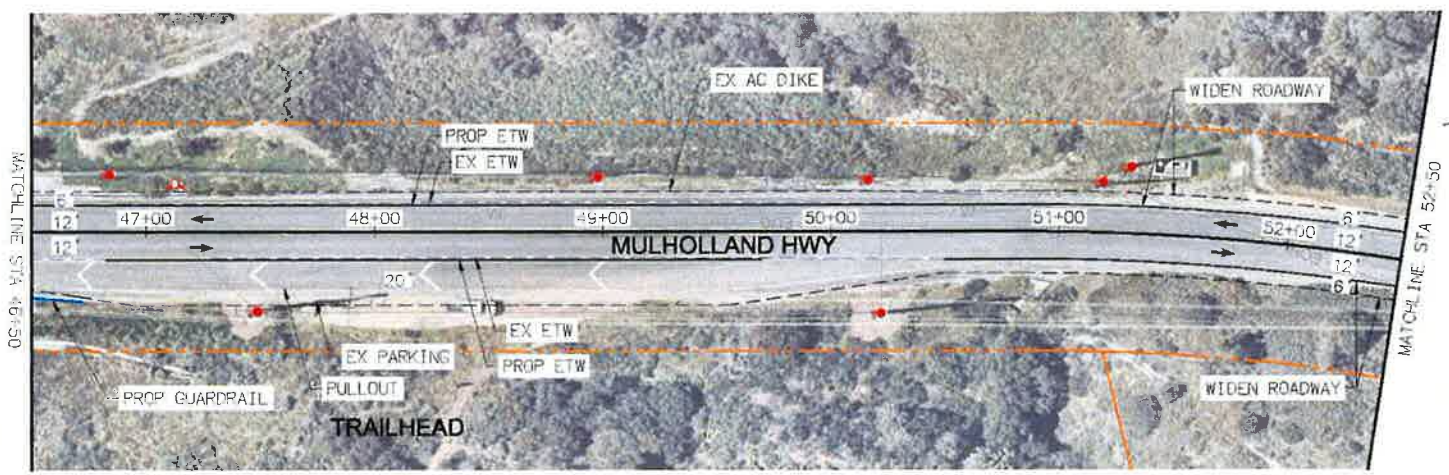 EX AC DIKE
WIDEN ROADWAY
PROP ETW
EX ETW
MATCHLINE STA 46+50
MATCHLINE STA 52+50
6'
12'
12'
47+00
48+00
49+00
50+00
51+00
52+00
6'
12'
12'
6'
MULHOLLAND HWY
20'
EX ETW
PROP ETW
EX PARKING
PULLOUT
PROP GUARDRAIL
WIDEN ROADWAY
TRAILHEAD